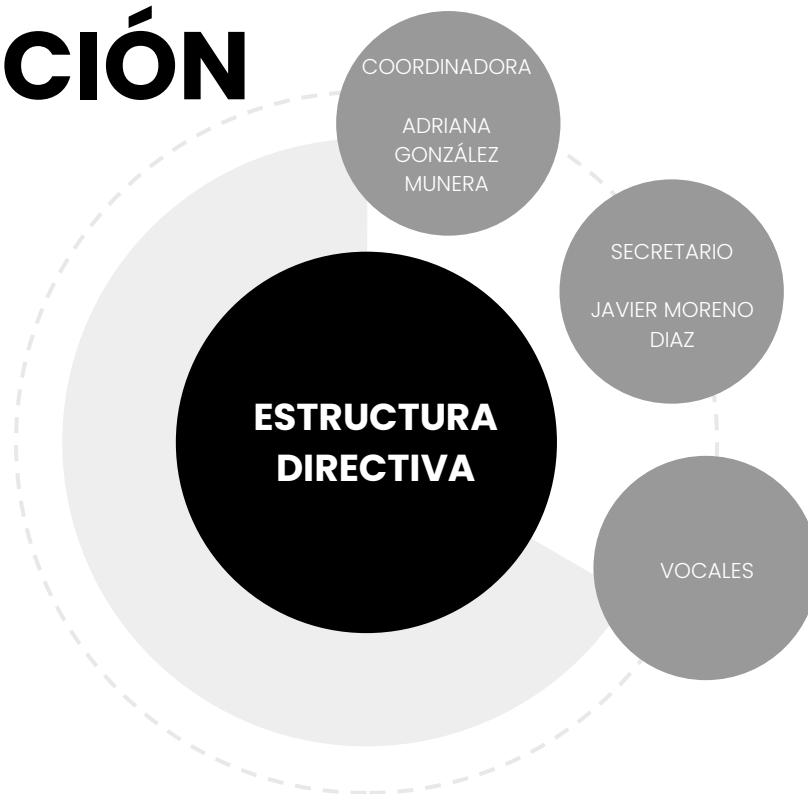 CIÓN
COORDINADORA
ADRIANA
GONZÁLEZ
MUNERA
SECRETARIO
JAVIER MORENO
DIAZ
ESTRUCTURA
DIRECTIVA
VOCALES